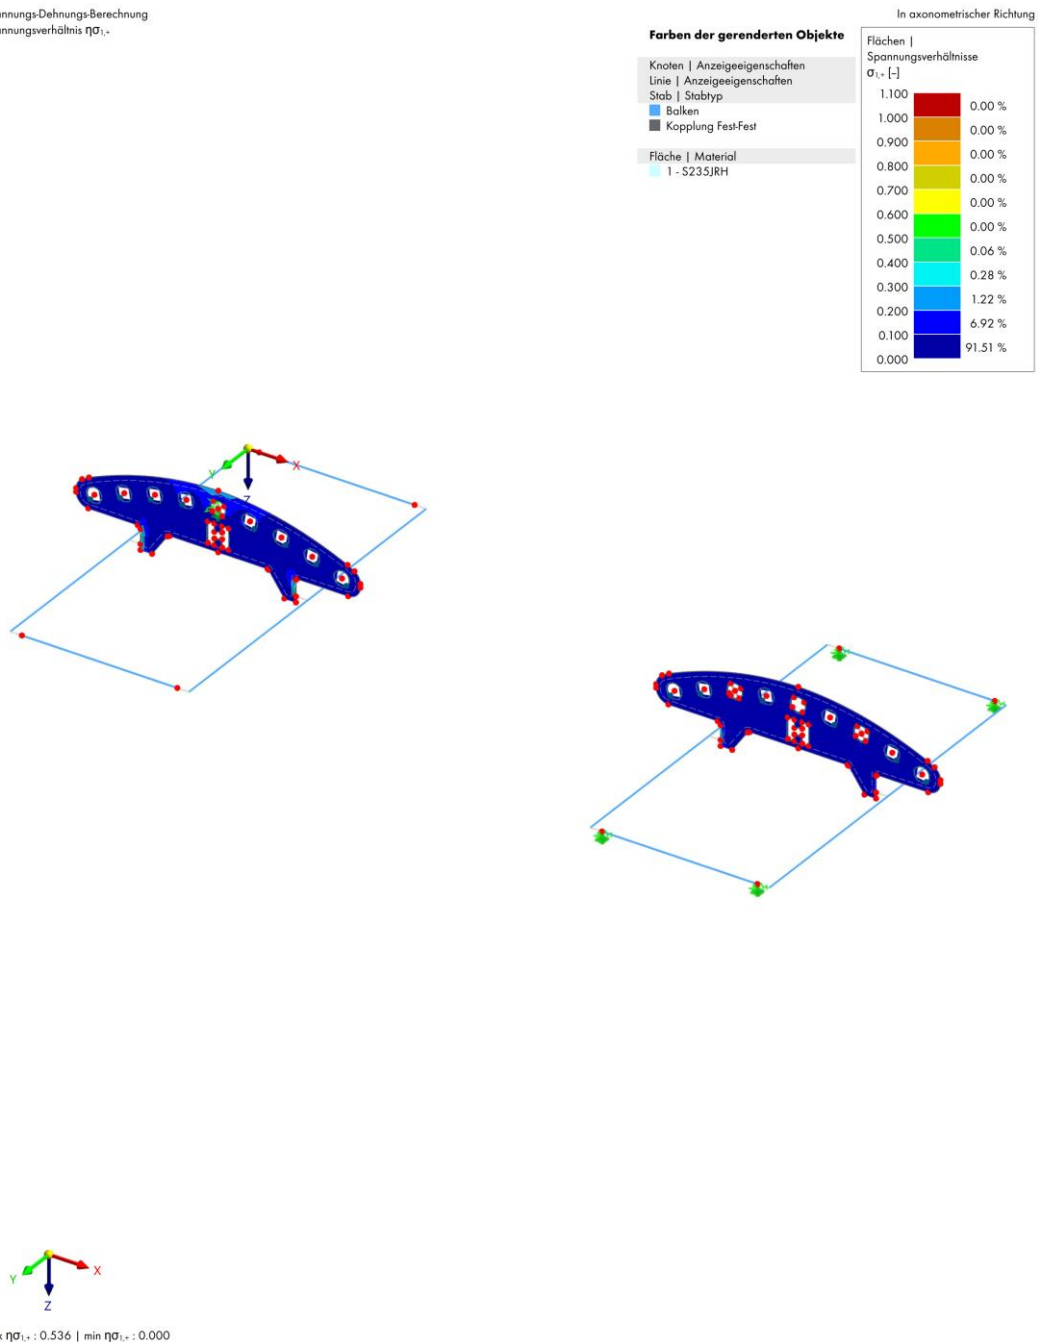 nnungs-Dehnungs-Berechnung
nnungsverhältnis ησ1,+
In axonometrischer Richtung
Farben der gerenderten Objekte
Knoten | Anzeigeeigenschaften
Linie | Anzeigeeigenschaften
Stab | Stabtyp
Balken
Kopplung Fest-Fest
Fläche | Material
1 - S235JRH
Flächen |
Spannungsverhältnisse
σ1,+ [--]
1.100
0.00 %
1.000
0.00 %
0.900
0.00 %
0.800
0.00 %
0.700
0.00 %
0.600
0.00 %
0.500
0.06 %
0.400
0.28 %
0.300
1.22 %
0.200
6.92 %
0.100
91.51 %
0.000
Y
X
Z
Y
X
Z
ησ1,+ : 0.536 | min ησ1,+ : 0.000